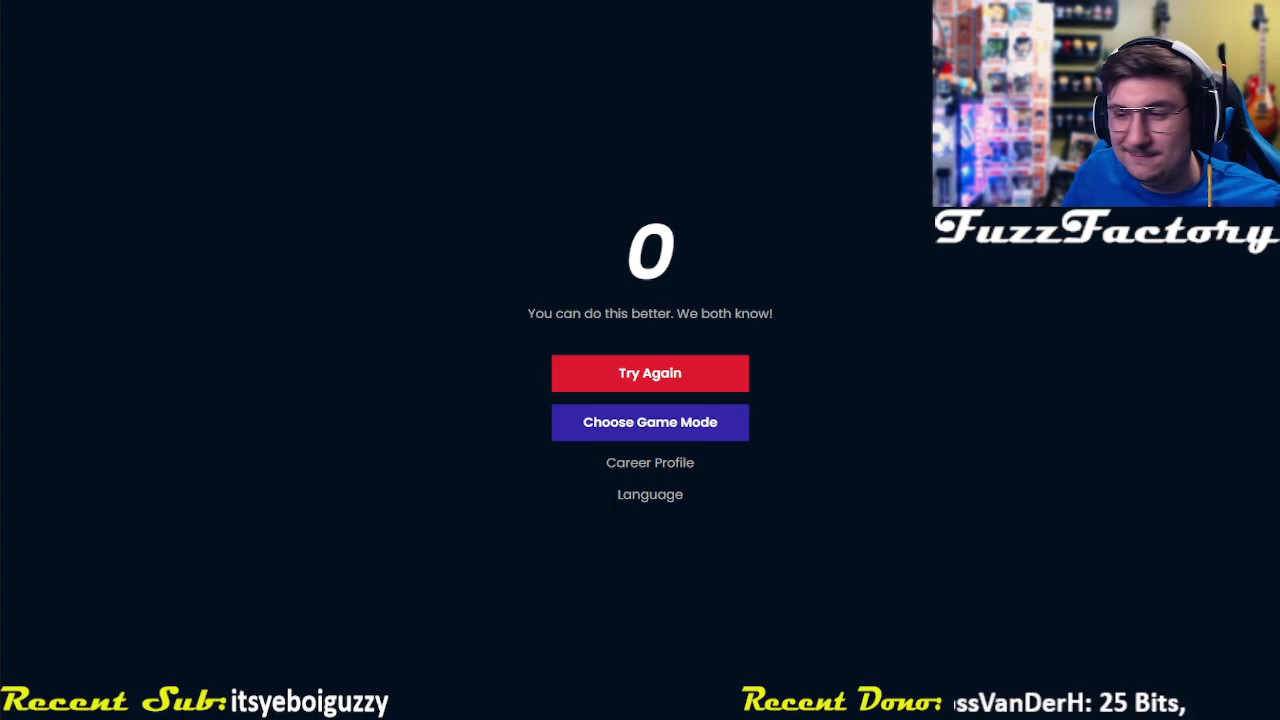 FuzzFactory
0
You can do this better. We both know!
Try Again
Choose Game Mode
Career Profile
Language
Recent Sub: itsyeboiguzzy
Recent Dono: ssVanDerH: 25 Bits,